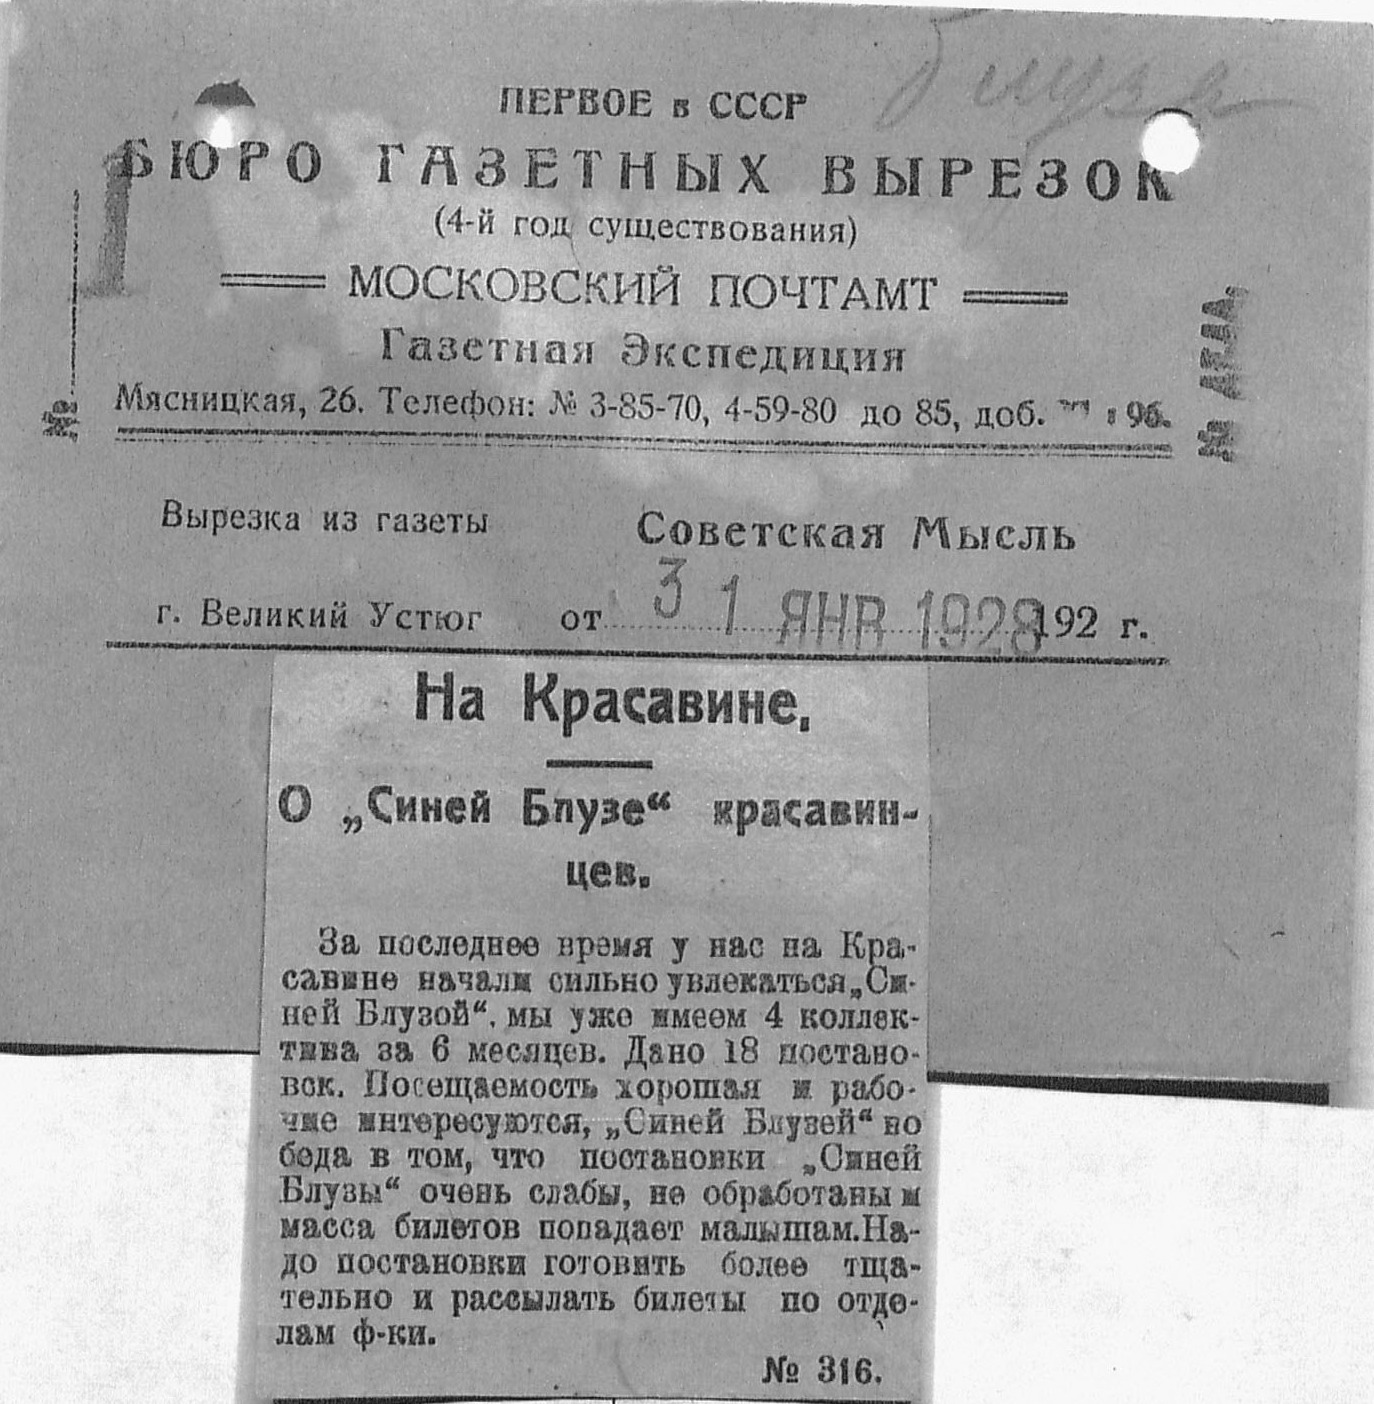 Блуза
ПЕРВОЕ в СССР
БЮРО ГАЗЕТНЫХ ВЫРЕЗОК
(4-й год существования)
МОСКОВСКИЙ ПОЧТАМТ
Газетная Экспедиция
Мясницкая, 26. Телефон: № 3-85-70, 4-59-80 до 85, доб. 96.
Вырезка из газеты Советская Мысль
г. Великий Устюг от 31 ЯНВ 1928 192 г.
На Красавине.
О „Синей Блузе“ красавин-
цев.
За последнее время у нас на Кра-
савине начали сильно увлекаться „Си-
ней Блузой“, мы уже имеем 4 коллек-
тива за 6 месяцев. Дано 18 постано-
вок. Посещаемость хорошая и рабо-
чие интересуются, „Синей Блузей“ но
беда в том, что постановки „Синей
Блузы“ очень слабы, не обработаны и
масса билетов попадает малышам. На-
до постановки готовить более тща-
тельно и рассылать билеты по отде-
лам ф-ки.
№ 316.